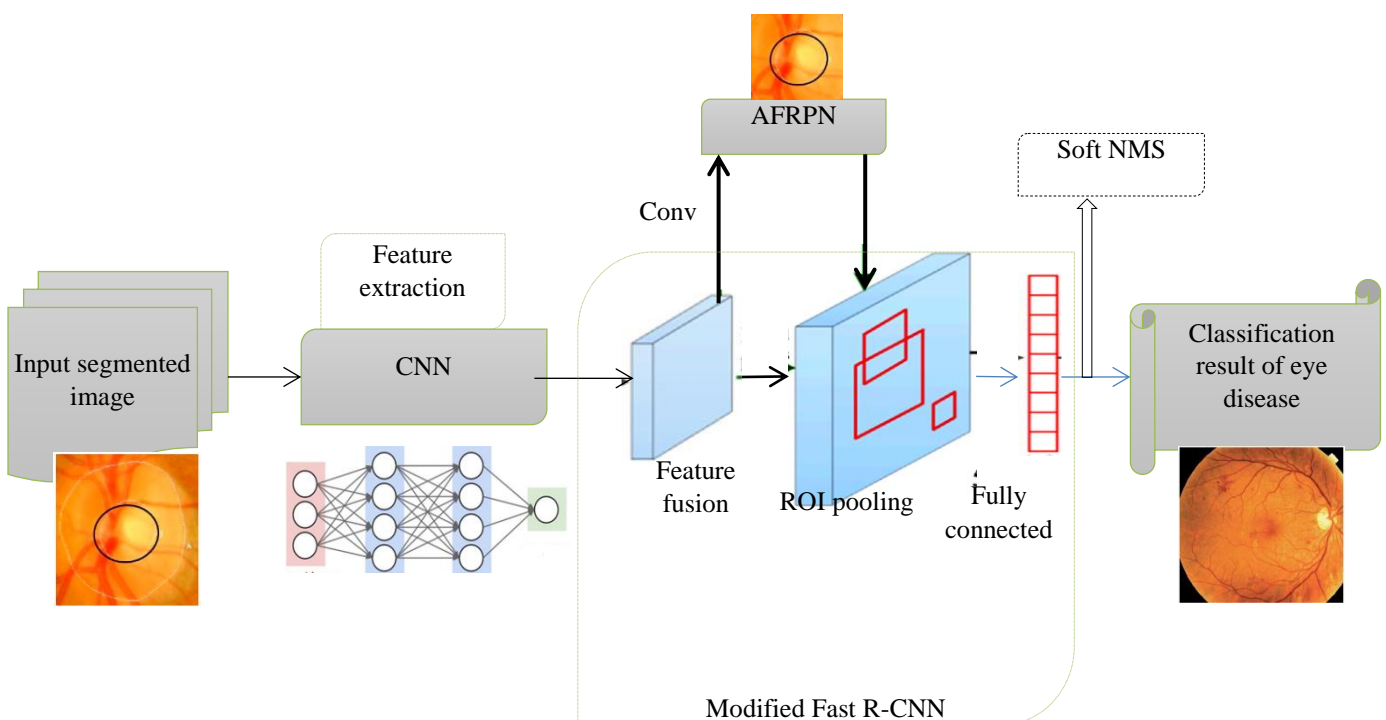 AFRPN
Soft NMS
Conv
Feature
extraction
Input segmented
image
CNN
Classification
result of eye
disease
Feature
fusion
ROI pooling
Fully
connected
Modified Fast R-CNN